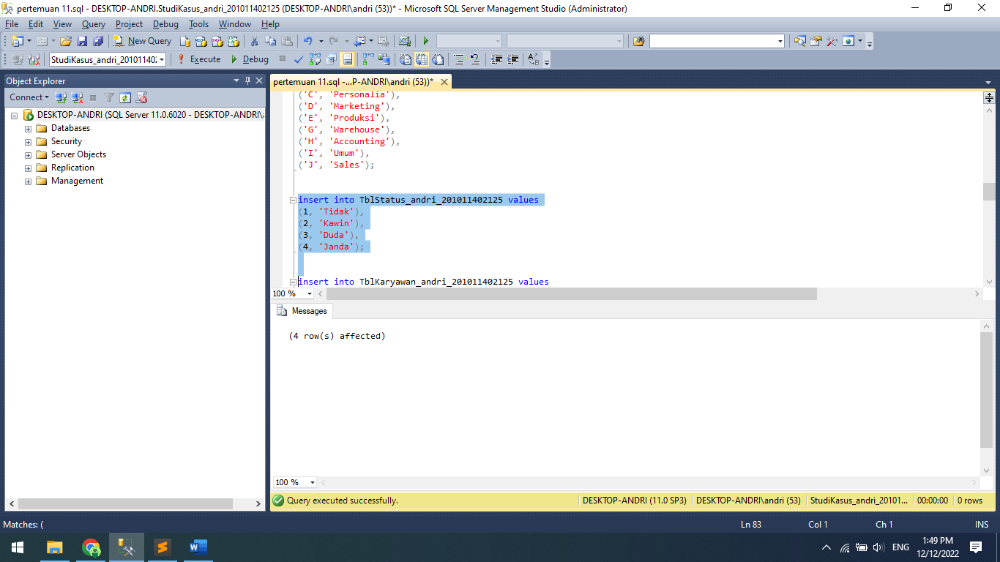 pertemuan 11.sql - DESKTOP-ANDRI.StudiKasus_andri_201011402125 (DESKTOP-ANDRI\andri (53))* - Microsoft SQL Server Management Studio (Administrator)
File Edit View Query Project Debug Tools Window Help
New Query
StudiKasus_andri_20101140: Execute Debug
Object Explorer
Connect
DESKTOP-ANDRI (SQL Server 11.0.6020 - DESKTOP-ANDRI\
Databases
Security
Server Objects
Replication
Management
pertemuan 11.sql -...P-ANDRI\andri (53))*
('C', 'Personalia'),
('D', 'Marketing'),
('E', 'Produksi'),
('G', 'Warehouse'),
('H', 'Accounting'),
('I', 'Umum'),
('J', 'Sales');
insert into TblStatus_andri_201011402125 values
(1, 'Tidak'),
(2, 'Kawin'),
(3, 'Duda'),
(4, 'Janda');
insert into TblKaryawan_andri_201011402125 values
100 %
Messages
(4 row(s) affected)
100 %
Query executed successfully. DESKTOP-ANDRI (11.0 SP3) DESKTOP-ANDRI\andri (53) StudiKasus_andri_20101... 00:00:00 0 rows
Matches: ( Ln 83 Col 1 Ch 1 INS
ENG
1:49 PM
12/12/2022